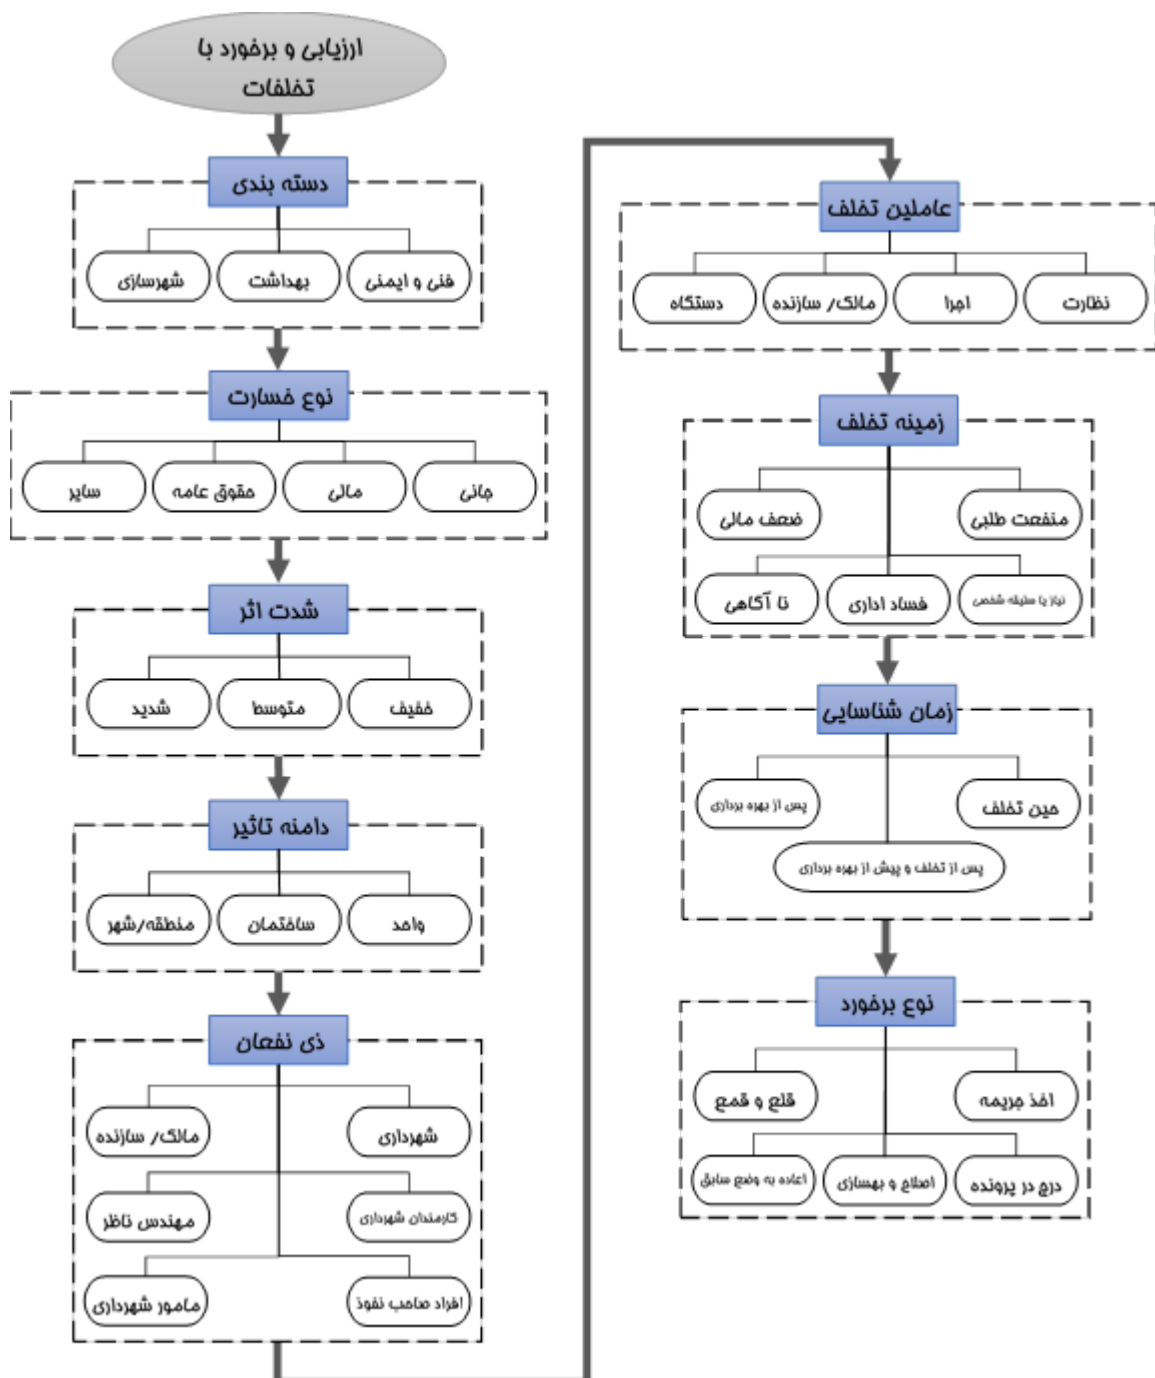 ارزیابی و برخورد با
تخلفات
دسته بندی
فنی و ایمنی
بهداشت
شهرسازی
نوع خسارت
جانی
مالی
حقوق عامه
سایر
شدت اثر
خفیف
متوسط
شدید
دامنه تاثیر
واحد
ساختمان
منطقه/شهر
ذی نفعان
شهرداری
مالک/ سازنده
کارمندان شهرداری
مهندس ناظر
افراد صاحب نفوذ
مامور شهرداری
عاملین تخلف
نظارت
اجرا
مالک/ سازنده
دستگاه
زمینه تخلف
منفعت طلبی
ضعف مالی
نیاز یا سلیقه شخصی
فساد اداری
نا آگاهی
زمان شناسایی
حین تخلف
پس از بهره برداری
پس از تخلف و پیش از بهره برداری
نوع برخورد
اخذ جریمه
قلع و قمع
درج در پرونده
اصلاح و بهسازی
اعاده به وضع سابق